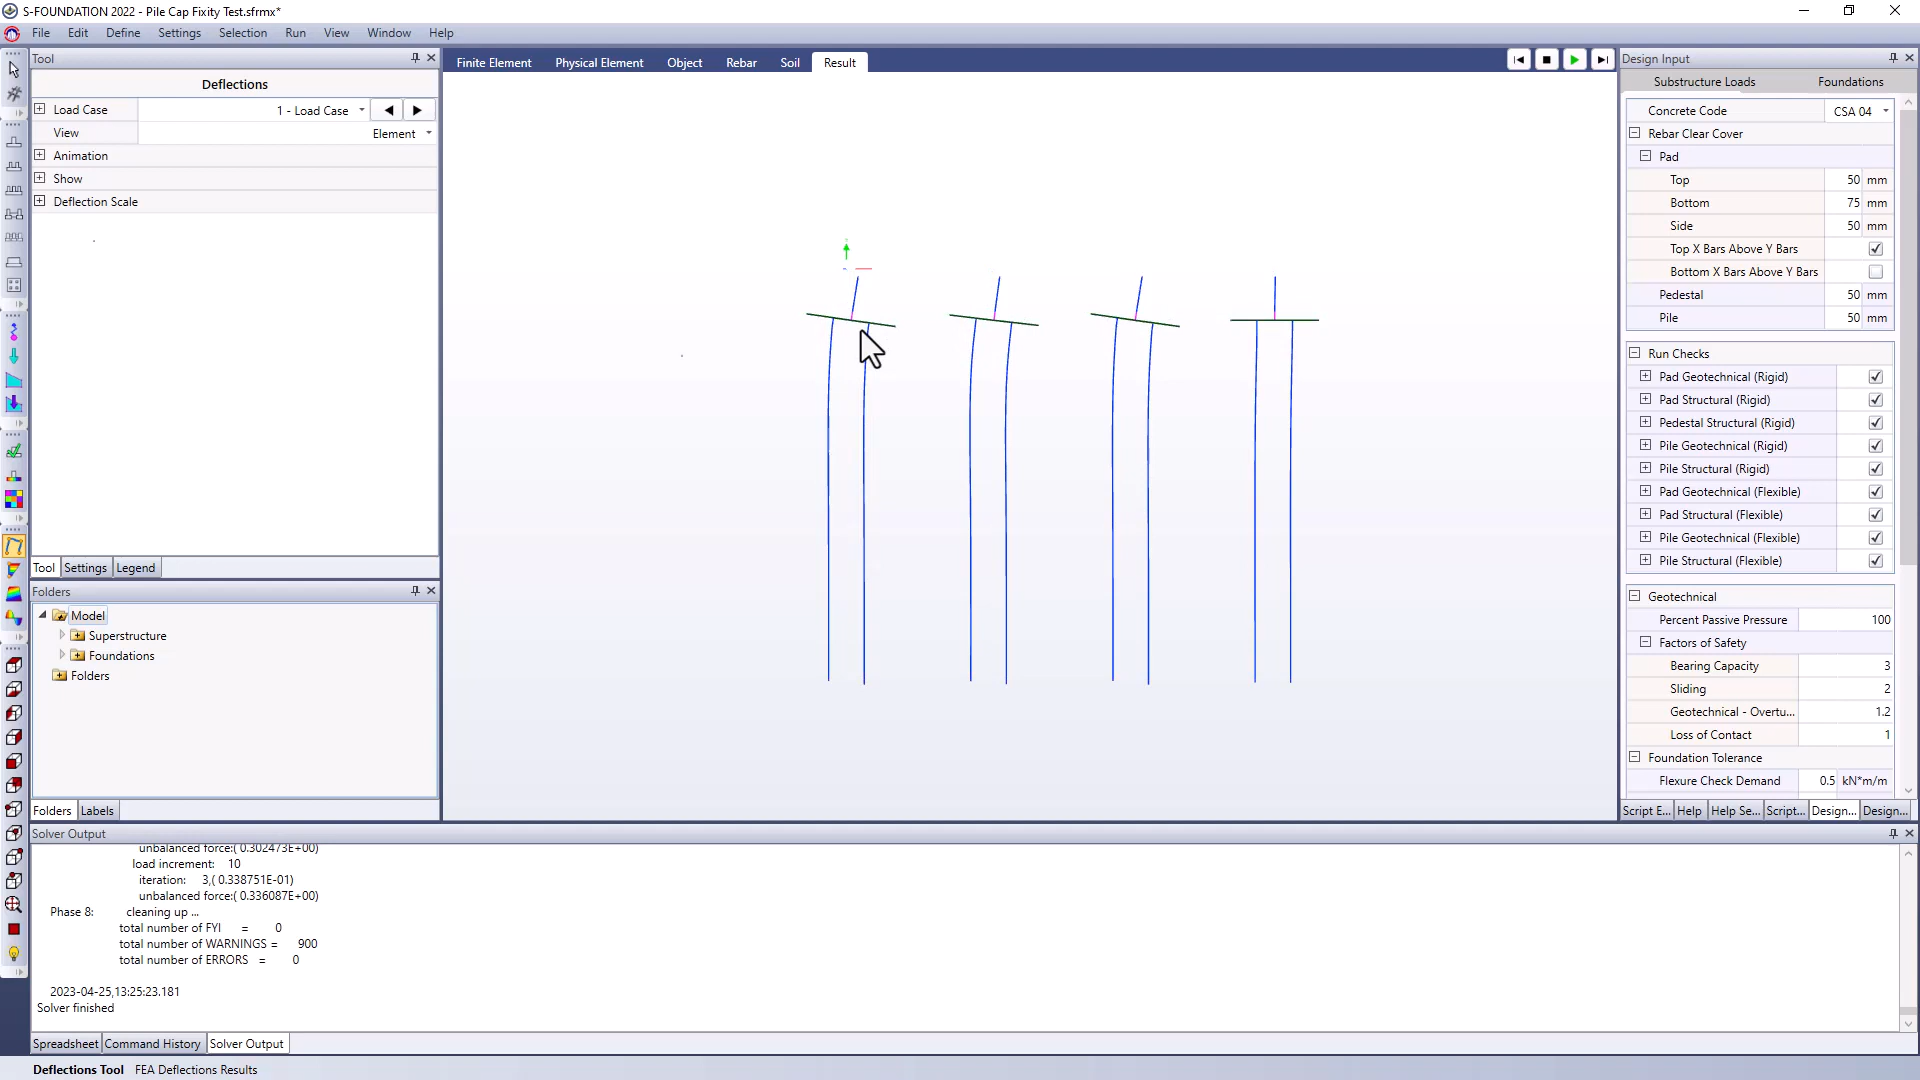 S-FOUNDATION 2022 - Pile Cap Fixity Test.sfrmx*
File Edit Define Settings Selection Run View Window Help
Tool
Deflections
Load Case 1 - Load Case
View Element
Animation
Show
Deflection Scale
Tool Settings Legend
Folders
Model
Superstructure
Foundations
Folders
Folders Labels
Finite Element Physical Element Object Rebar Soil Result
Design Input
Substructure Loads Foundations
Concrete Code CSA 04
Rebar Clear Cover
Pad
Top 50 mm
Bottom 75 mm
Side 50 mm
Top X Bars Above Y Bars
Bottom X Bars Above Y Bars
Pedestal 50 mm
Pile 50 mm
Run Checks
Pad Geotechnical (Rigid)
Pad Structural (Rigid)
Pedestal Structural (Rigid)
Pile Geotechnical (Rigid)
Pile Structural (Rigid)
Pad Geotechnical (Flexible)
Pad Structural (Flexible)
Pile Geotechnical (Flexible)
Pile Structural (Flexible)
Geotechnical
Percent Passive Pressure 100
Factors of Safety
Bearing Capacity 3
Sliding 2
Geotechnical - Overtu... 1.2
Loss of Contact 1
Foundation Tolerance
Flexure Check Demand 0.5 kN*m/m
Script E... Help Help Se... Script... Design... Design...
Solver Output
unbalanced force:( 0.302473E+00)
load increment: 10
iteration: 3,( 0.338751E-01)
unbalanced force:( 0.336087E+00)
Phase 8: cleaning up ...
total number of FYI = 0
total number of WARNINGS = 900
total number of ERRORS = 0
2023-04-25,13:25:23.181
Solver finished
Spreadsheet Command History Solver Output
Deflections Tool FEA Deflections Results